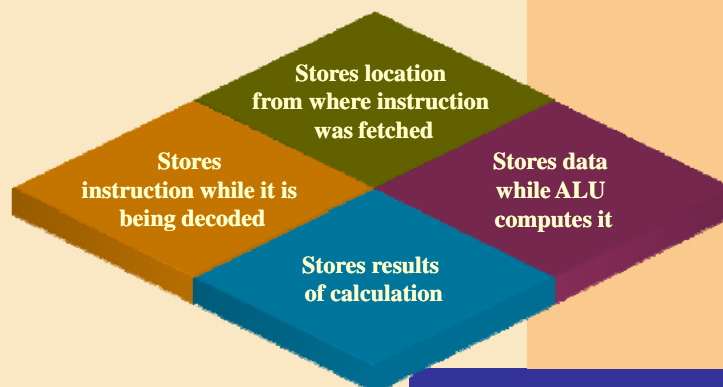 Stores location
from where instruction
was fetched
Stores
instruction while it is
being decoded
Stores data
while ALU
computes it
Stores results
of calculation